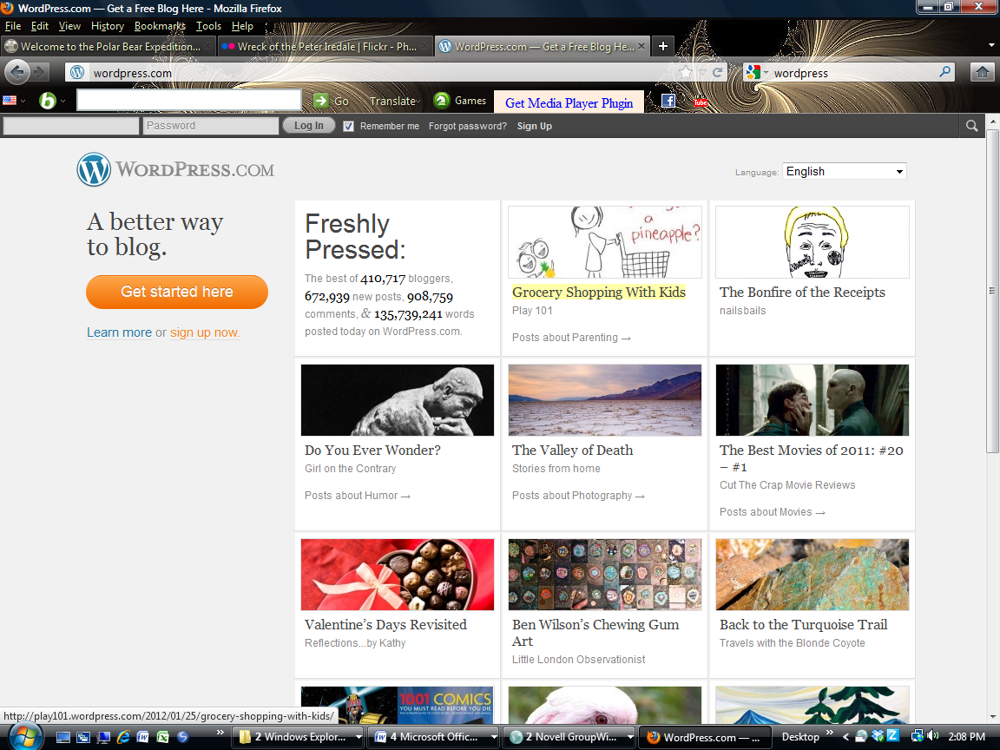 WordPress.com — Get a Free Blog Here - Mozilla Firefox
File Edit View History Bookmarks Tools Help
Welcome to the Polar Bear Expedition...
Wreck of the Peter Iredale | Flickr - Ph...
WordPress.com — Get a Free Blog He...
wordpress.com
wordpress
Go Translate Games Get Media Player Plugin
Tube
Password Log In Remember me Forgot password? Sign Up
WORDPRESS.COM
Language: English
A better way
to blog.
Get started here
Learn more or sign up now.
Freshly
Pressed:
The best of 410,717 bloggers,
672,939 new posts, 908,759
comments, & 135,739,241 words
posted today on WordPress.com.
a
pineapple?
Grocery Shopping With Kids
Play 101
Posts about Parenting →
The Bonfire of the Receipts
nailsbails
Do You Ever Wonder?
Girl on the Contrary
Posts about Humor →
The Valley of Death
Stories from home
Posts about Photography →
The Best Movies of 2011: #20
– #1
Cut The Crap Movie Reviews
Posts about Movies →
Valentine's Days Revisited
Reflections...by Kathy
Ben Wilson's Chewing Gum
Art
Little London Observationist
Back to the Turquoise Trail
Travels with the Blonde Coyote
1001 COMICS
YOU MUST READ BEFORE YOU DIE
http://play101.wordpress.com/2012/01/25/grocery-shopping-with-kids/
2 Windows Explor...
4 Microsoft Offic...
2 Novell GroupWi...
WordPress.com — ...
Desktop
2:08 PM